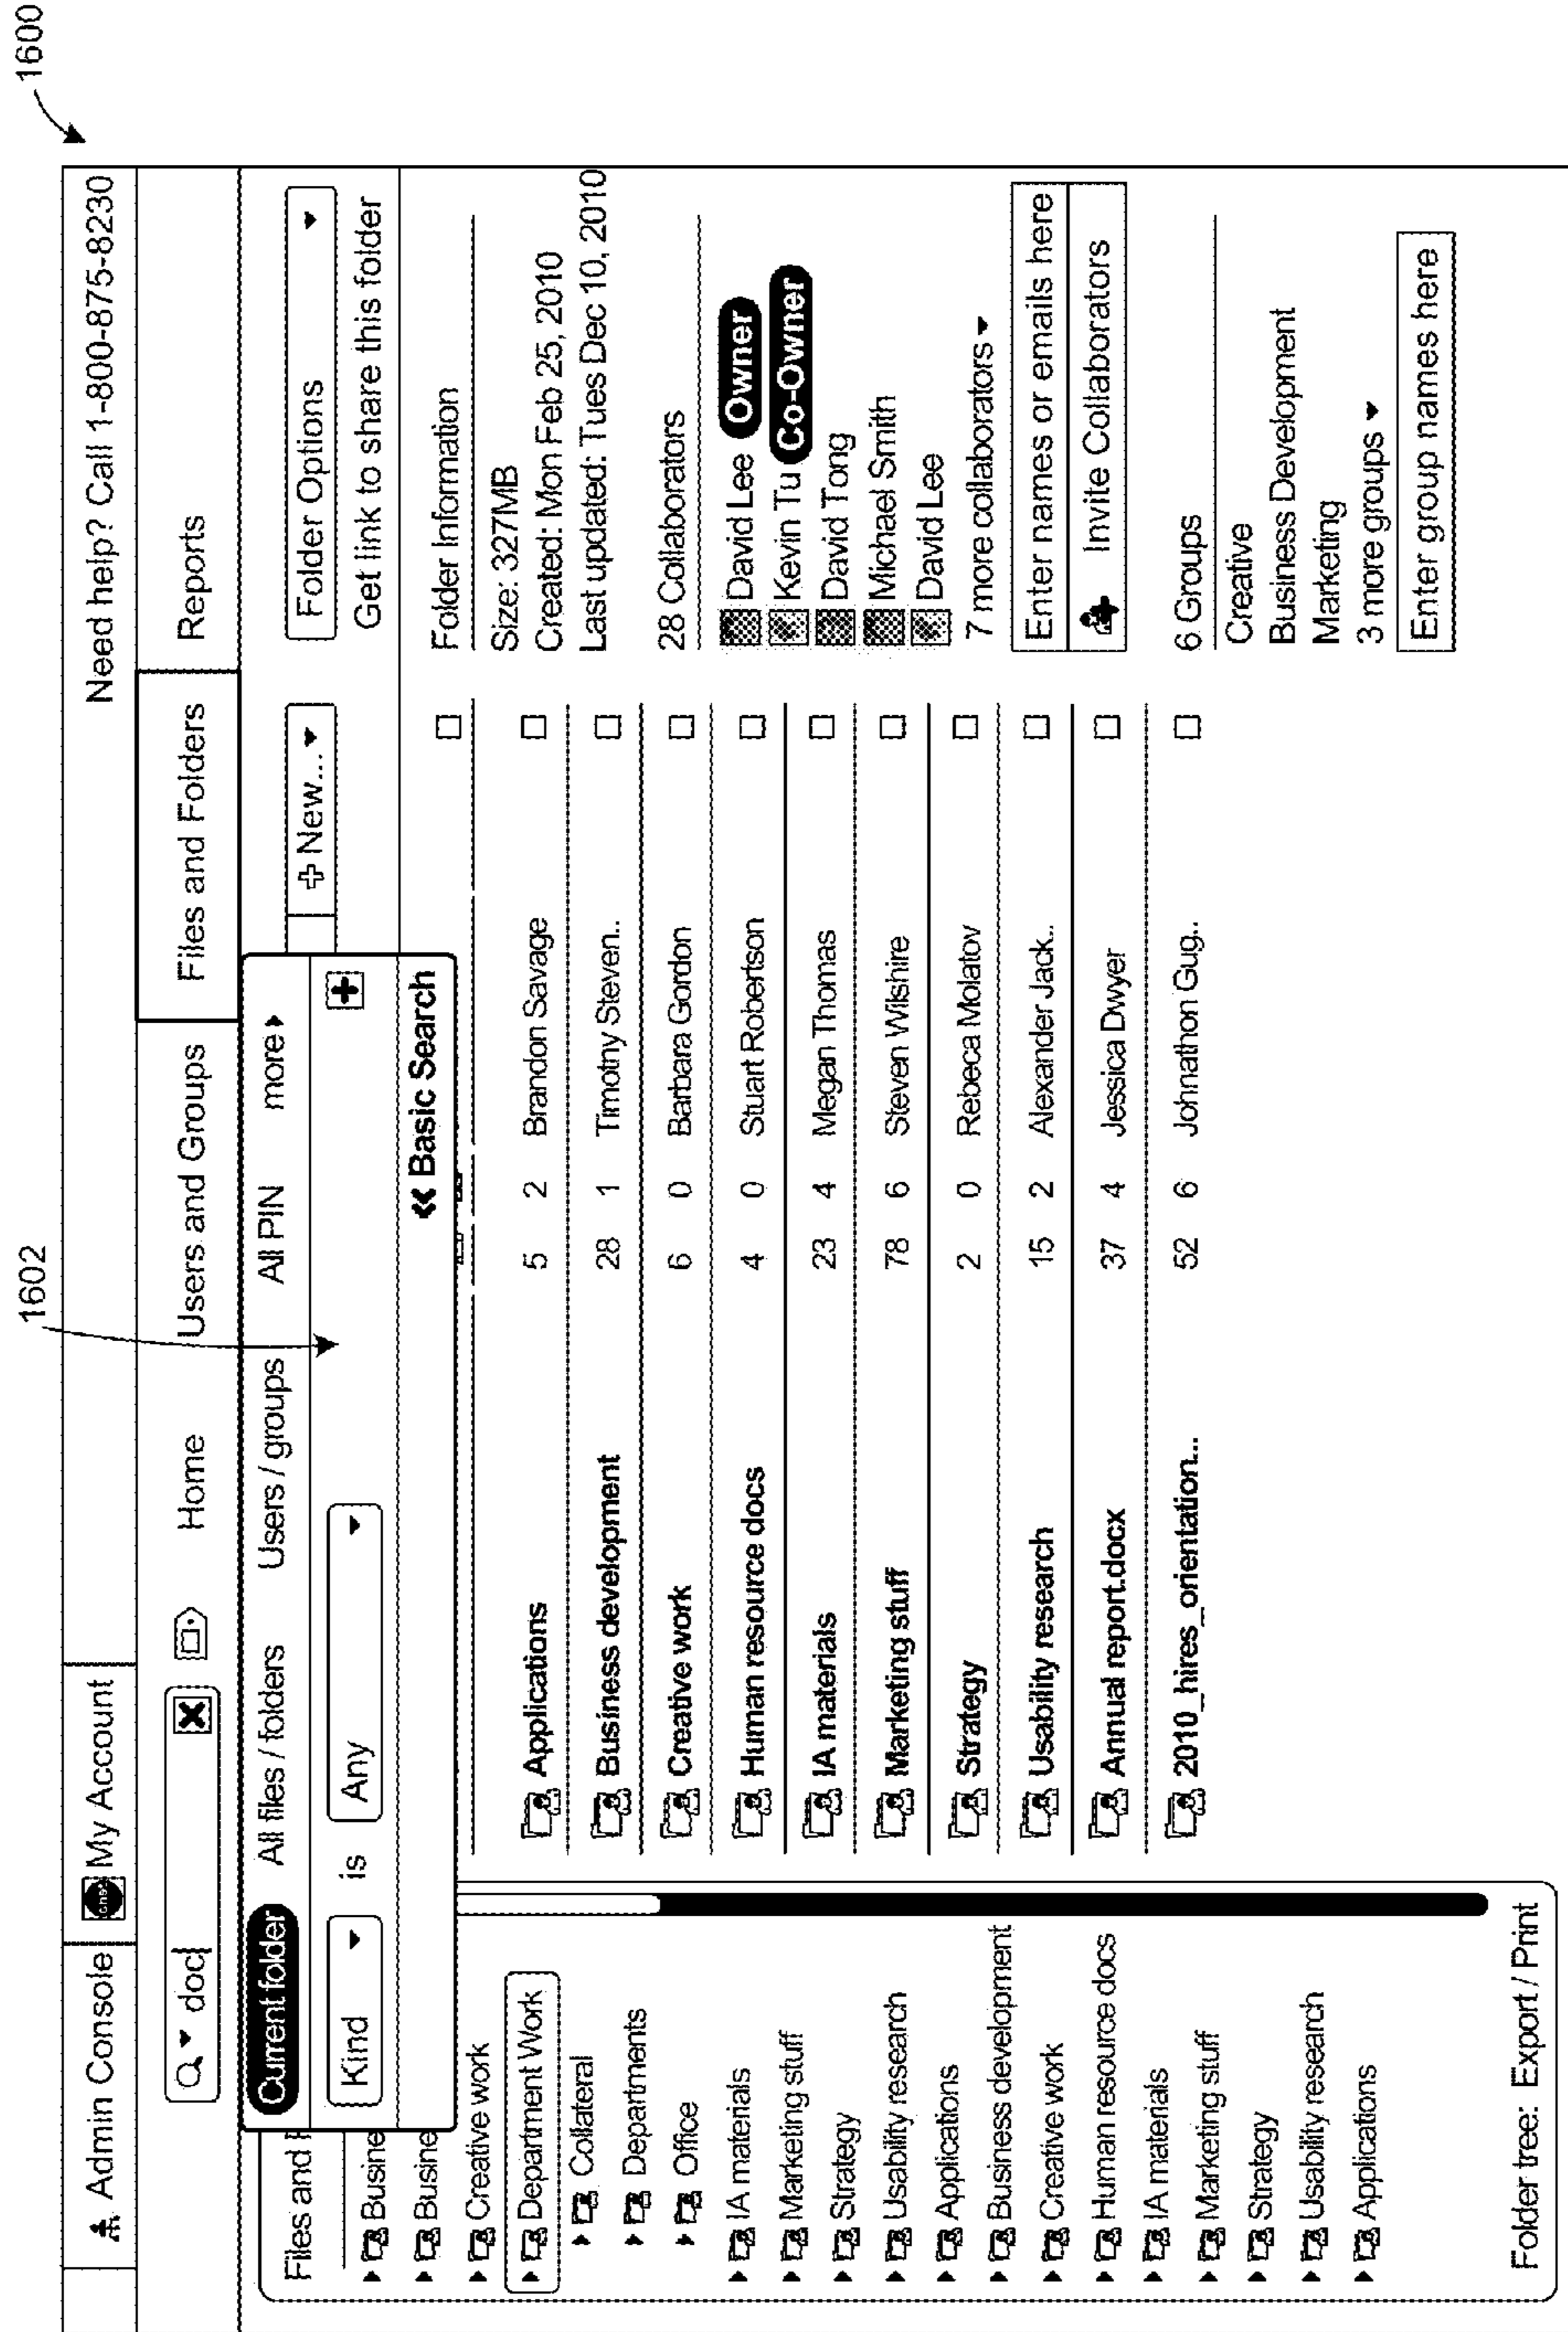 1600
1602
Admin Console
My Account
Need help? Call 1-800-875-8230
doc
Home
Users and Groups
Files and Folders
Reports
Current folder
All files / folders
Users / groups
All PIN
more
Kind
is
Any
Basic Search
New...
Folder Options
Get link to share this folder
Files and
Busine
Busine
Creative work
Department Work
Collateral
Departments
Office
IA materials
Marketing stuff
Strategy
Usability research
Applications
Business development
Creative work
Human resource docs
IA materials
Marketing stuff
Strategy
Usability research
Applications
Folder tree: Export / Print
Applications 5 2 Brandon Savage
Business development 28 1 Timothy Steven..
Creative work 6 0 Barbara Gordon
Human resource docs 4 0 Stuart Robertson
IA materials 23 4 Megan Thomas
Marketing stuff 78 6 Steven Wilshire
Strategy 2 0 Rebeca Molatov
Usability research 15 2 Alexander Jack..
Annual report.docx 37 4 Jessica Dwyer
2010_hires_orientation... 52 6 Johnathon Gug..
Folder Information
Size: 327MB
Created: Mon Feb 25, 2010
Last updated: Tues Dec 10, 2010
28 Collaborators
David Lee Owner
Kevin Tu Co-Owner
David Tong
Michael Smith
David Lee
7 more collaborators
Enter names or emails here
Invite Collaborators
6 Groups
Creative
Business Development
Marketing
3 more groups
Enter group names here